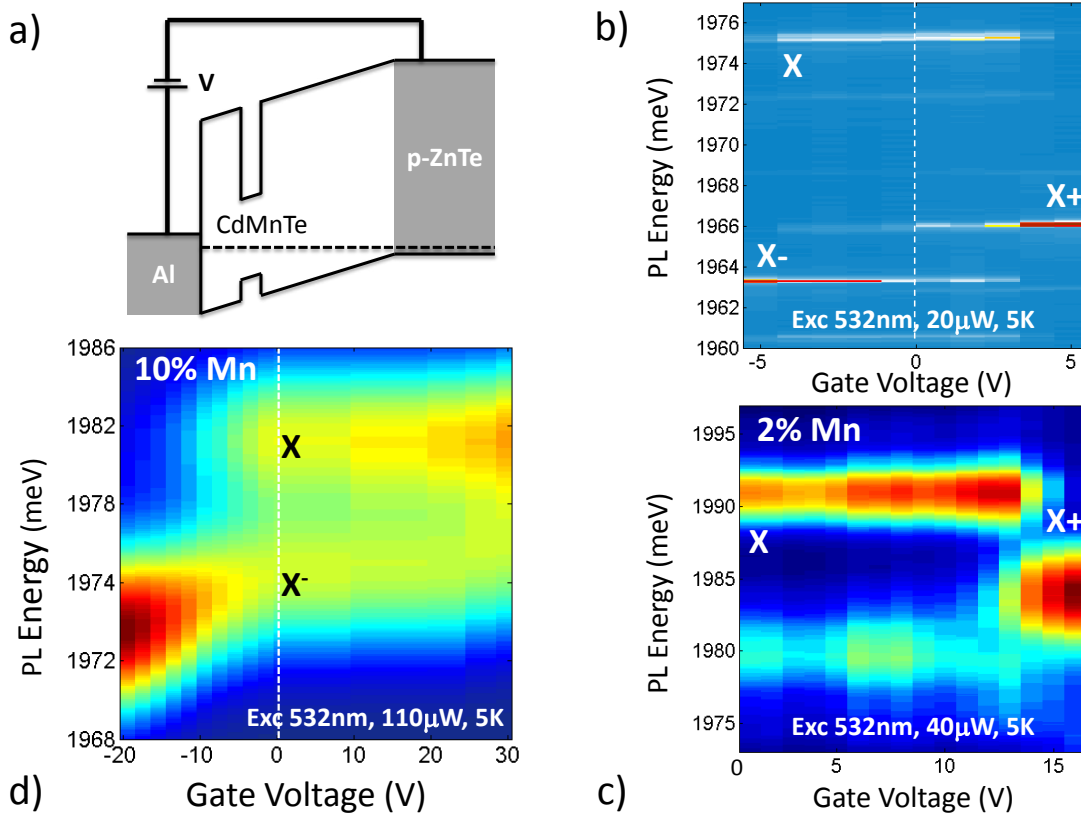 a)
V
p-ZnTe
CdMnTe
Al
b)
PL Energy (meV)
1976
1974
1972
1970
1968
1966
1964
1962
1960
X
X+
X-
Exc 532nm, 20μW, 5K
-5
0
5
Gate Voltage (V)
1986
1982
1978
1974
1972
1968
PL Energy (meV)
10% Mn
X
X-
Exc 532nm, 110μW, 5K
-20
-10
0
10
20
30
Gate Voltage (V)
d)
1995
1990
1985
1980
1975
PL Energy (meV)
2% Mn
X
X+
Exc 532nm, 40μW, 5K
0
5
10
15
Gate Voltage (V)
c)